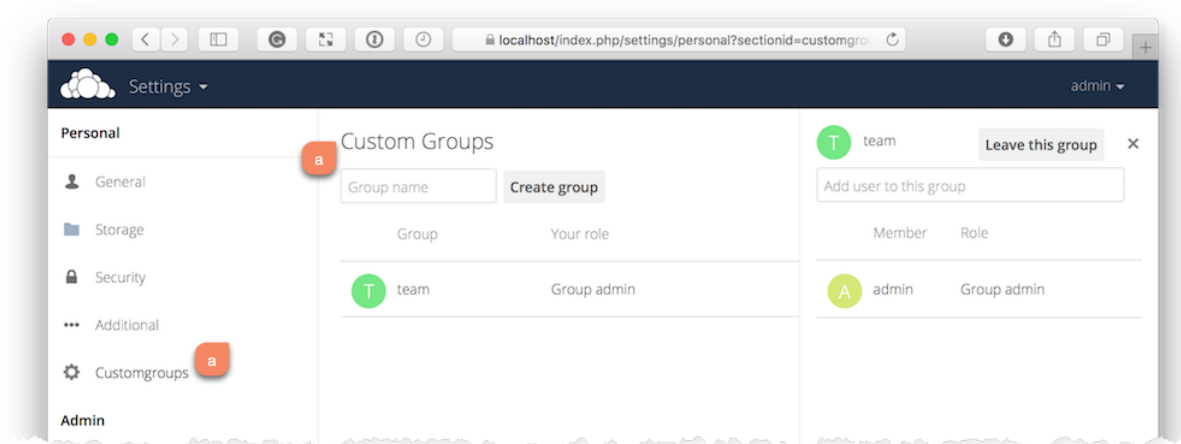 localhost/index.php/settings/personal?sectionid=customgro
Settings
admin
Personal
General
Storage
Security
Additional
Customgroups
a
Admin
a
Custom Groups
Group name
Create group
Group Your role
T team Group admin
T team
Leave this group
Add user to this group
Member Role
A admin Group admin